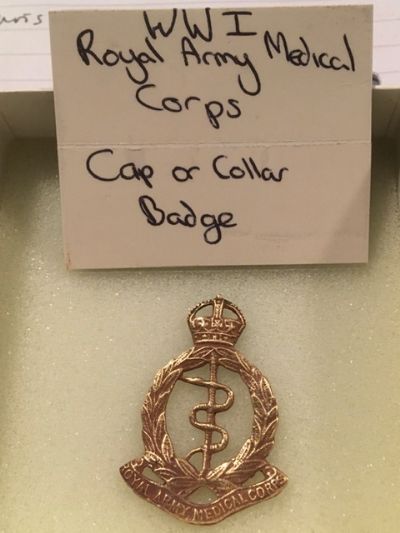 WWI
Royal Army Medical
Corps
Cap or Collar
Badge
ROYAL ARMY MEDICAL CORPS